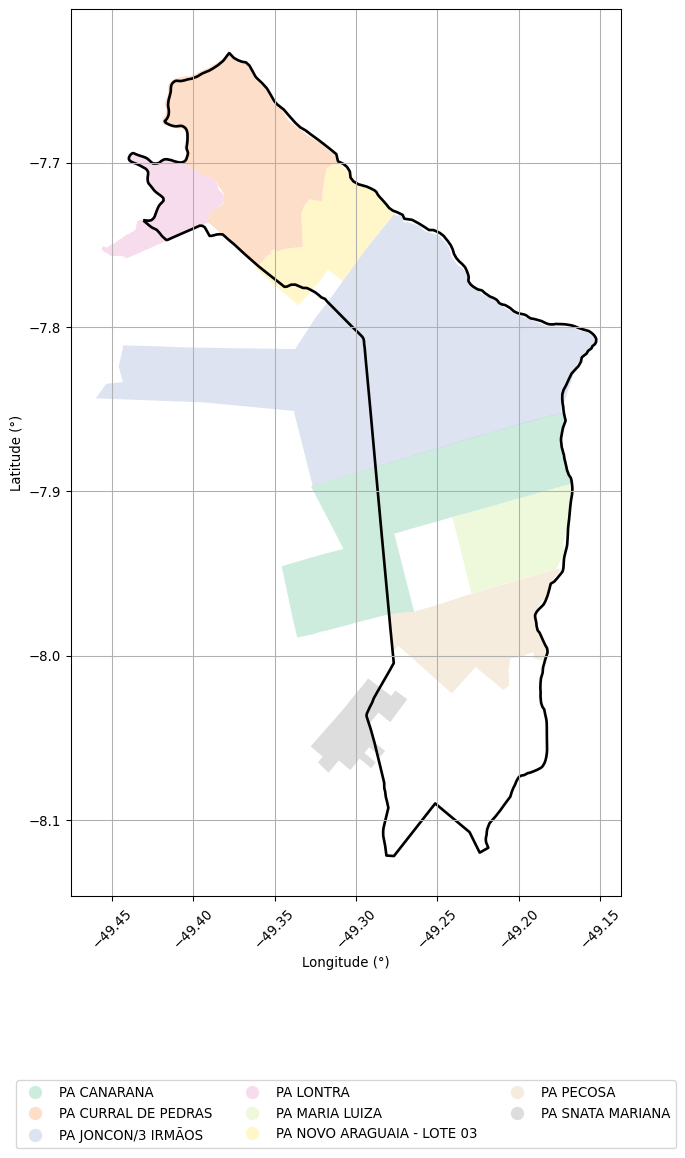 −7.7
−7.8
−7.9
−8.0
−8.1
Latitude (°)
−49.45
−49.40
−49.35
−49.30
−49.25
−49.20
−49.15
Longitude (°)
PA CANARANA
PA CURRAL DE PEDRAS
PA JONCON/3 IRMÃOS
PA LONTRA
PA MARIA LUIZA
PA NOVO ARAGUAIA - LOTE 03
PA PECOSA
PA SNATA MARIANA